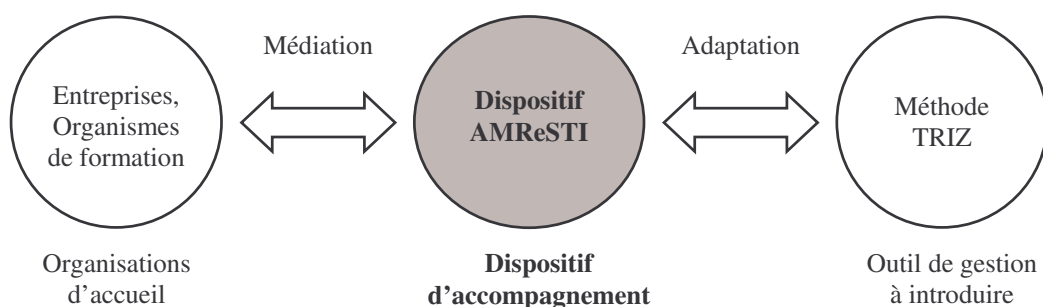 Médiation
Adaptation
Entreprises,
Organismes
de formation
Dispositif
AMReSTI
Méthode
TRIZ
Organisations
d'accueil
Dispositif
d'accompagnement
Outil de gestion
à introduire